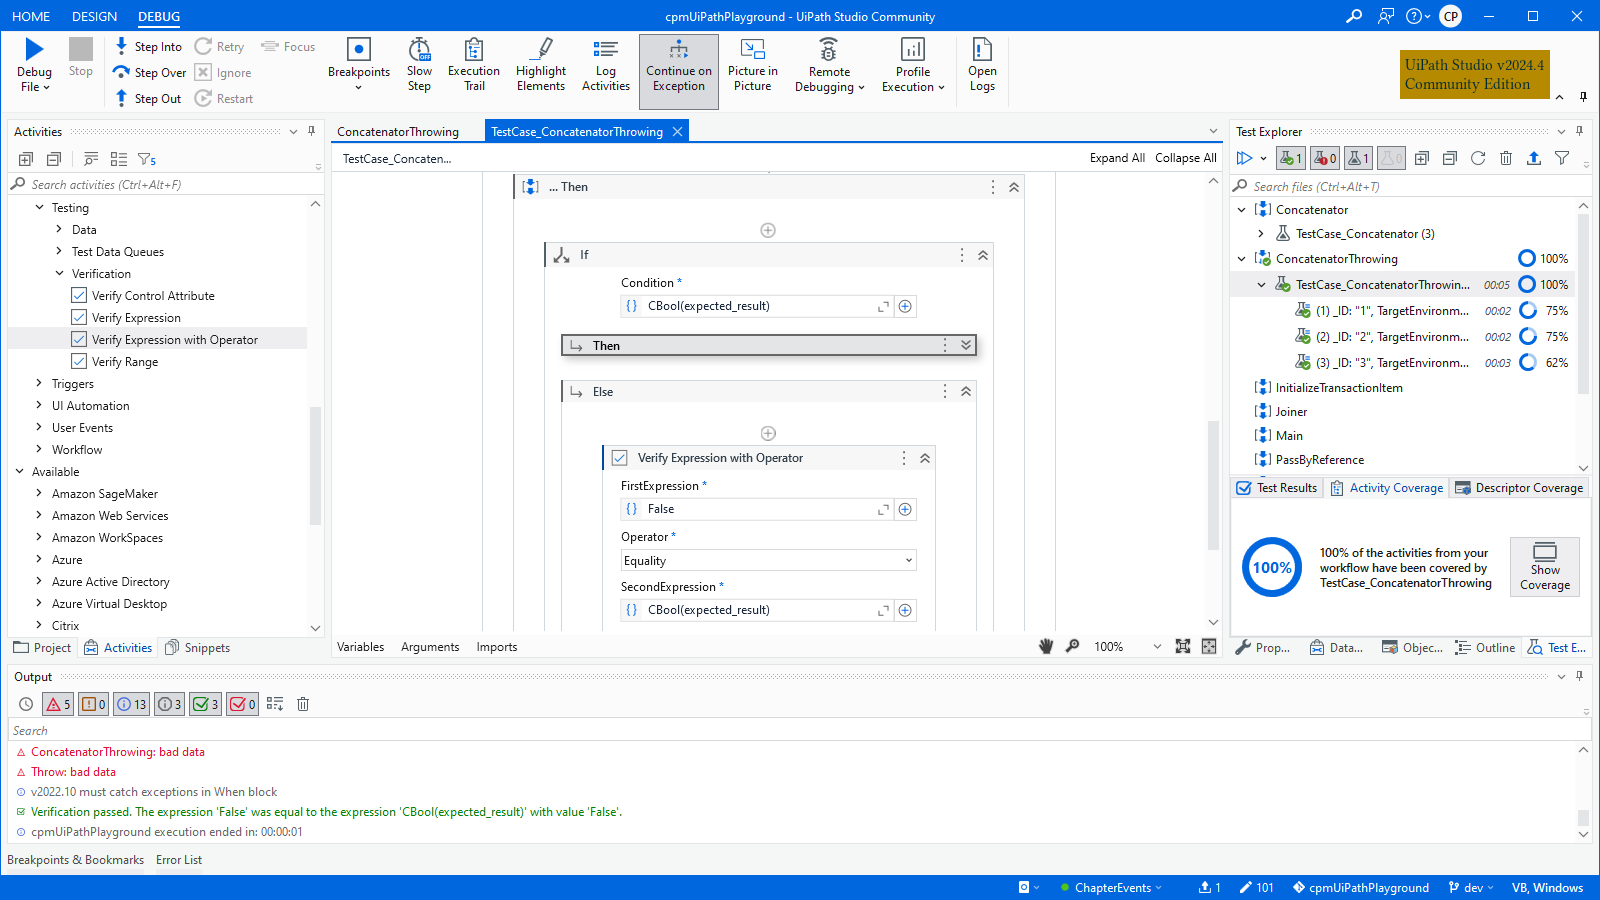 HOME DESIGN DEBUG
cpmUiPathPlayground - UiPath Studio Community
CP
Debug File
Stop
Step Into
Step Over
Step Out
Retry
Ignore
Restart
Focus
Breakpoints
Slow Step
Execution Trail
Highlight Elements
Log Activities
Continue on Exception
Picture in Picture
Remote Debugging
Profile Execution
Open Logs
UiPath Studio v2024.4
Community Edition
Activities
5
Search activities (Ctrl+Alt+F)
Testing
Data
Test Data Queues
Verification
Verify Control Attribute
Verify Expression
Verify Expression with Operator
Verify Range
Triggers
UI Automation
User Events
Workflow
Available
Amazon SageMaker
Amazon Web Services
Amazon WorkSpaces
Azure
Azure Active Directory
Azure Virtual Desktop
Citrix
Project Activities Snippets
ConcatenatorThrowing TestCase_ConcatenatorThrowing
TestCase_Concaten... Expand All Collapse All
... Then
If
Condition *
CBool(expected_result)
Then
Else
Verify Expression with Operator
FirstExpression *
False
Operator *
Equality
SecondExpression *
CBool(expected_result)
Variables Arguments Imports 100%
Test Explorer
1 0 1 0
Search files (Ctrl+Alt+T)
Concatenator
TestCase_Concatenator (3)
ConcatenatorThrowing 100%
TestCase_ConcatenatorThrowin... 00:05 100%
(1) _ID: "1", TargetEnvironm... 00:02 75%
(2) _ID: "2", TargetEnvironm... 00:02 75%
(3) _ID: "3", TargetEnvironm... 00:03 62%
InitializeTransactionItem
Joiner
Main
PassByReference
Test Results Activity Coverage Descriptor Coverage
100%
100% of the activities from your
workflow have been covered by
TestCase_ConcatenatorThrowing
Show Coverage
Prop... Data... Objec... Outline Test E...
Output
5 0 13 3 3 0
Search
ConcatenatorThrowing: bad data
Throw: bad data
v2022.10 must catch exceptions in When block
Verification passed. The expression 'False' was equal to the expression 'CBool(expected_result)' with value 'False'.
cpmUiPathPlayground execution ended in: 00:00:01
Breakpoints & Bookmarks Error List
ChapterEvents 1 101 cpmUiPathPlayground dev VB, Windows